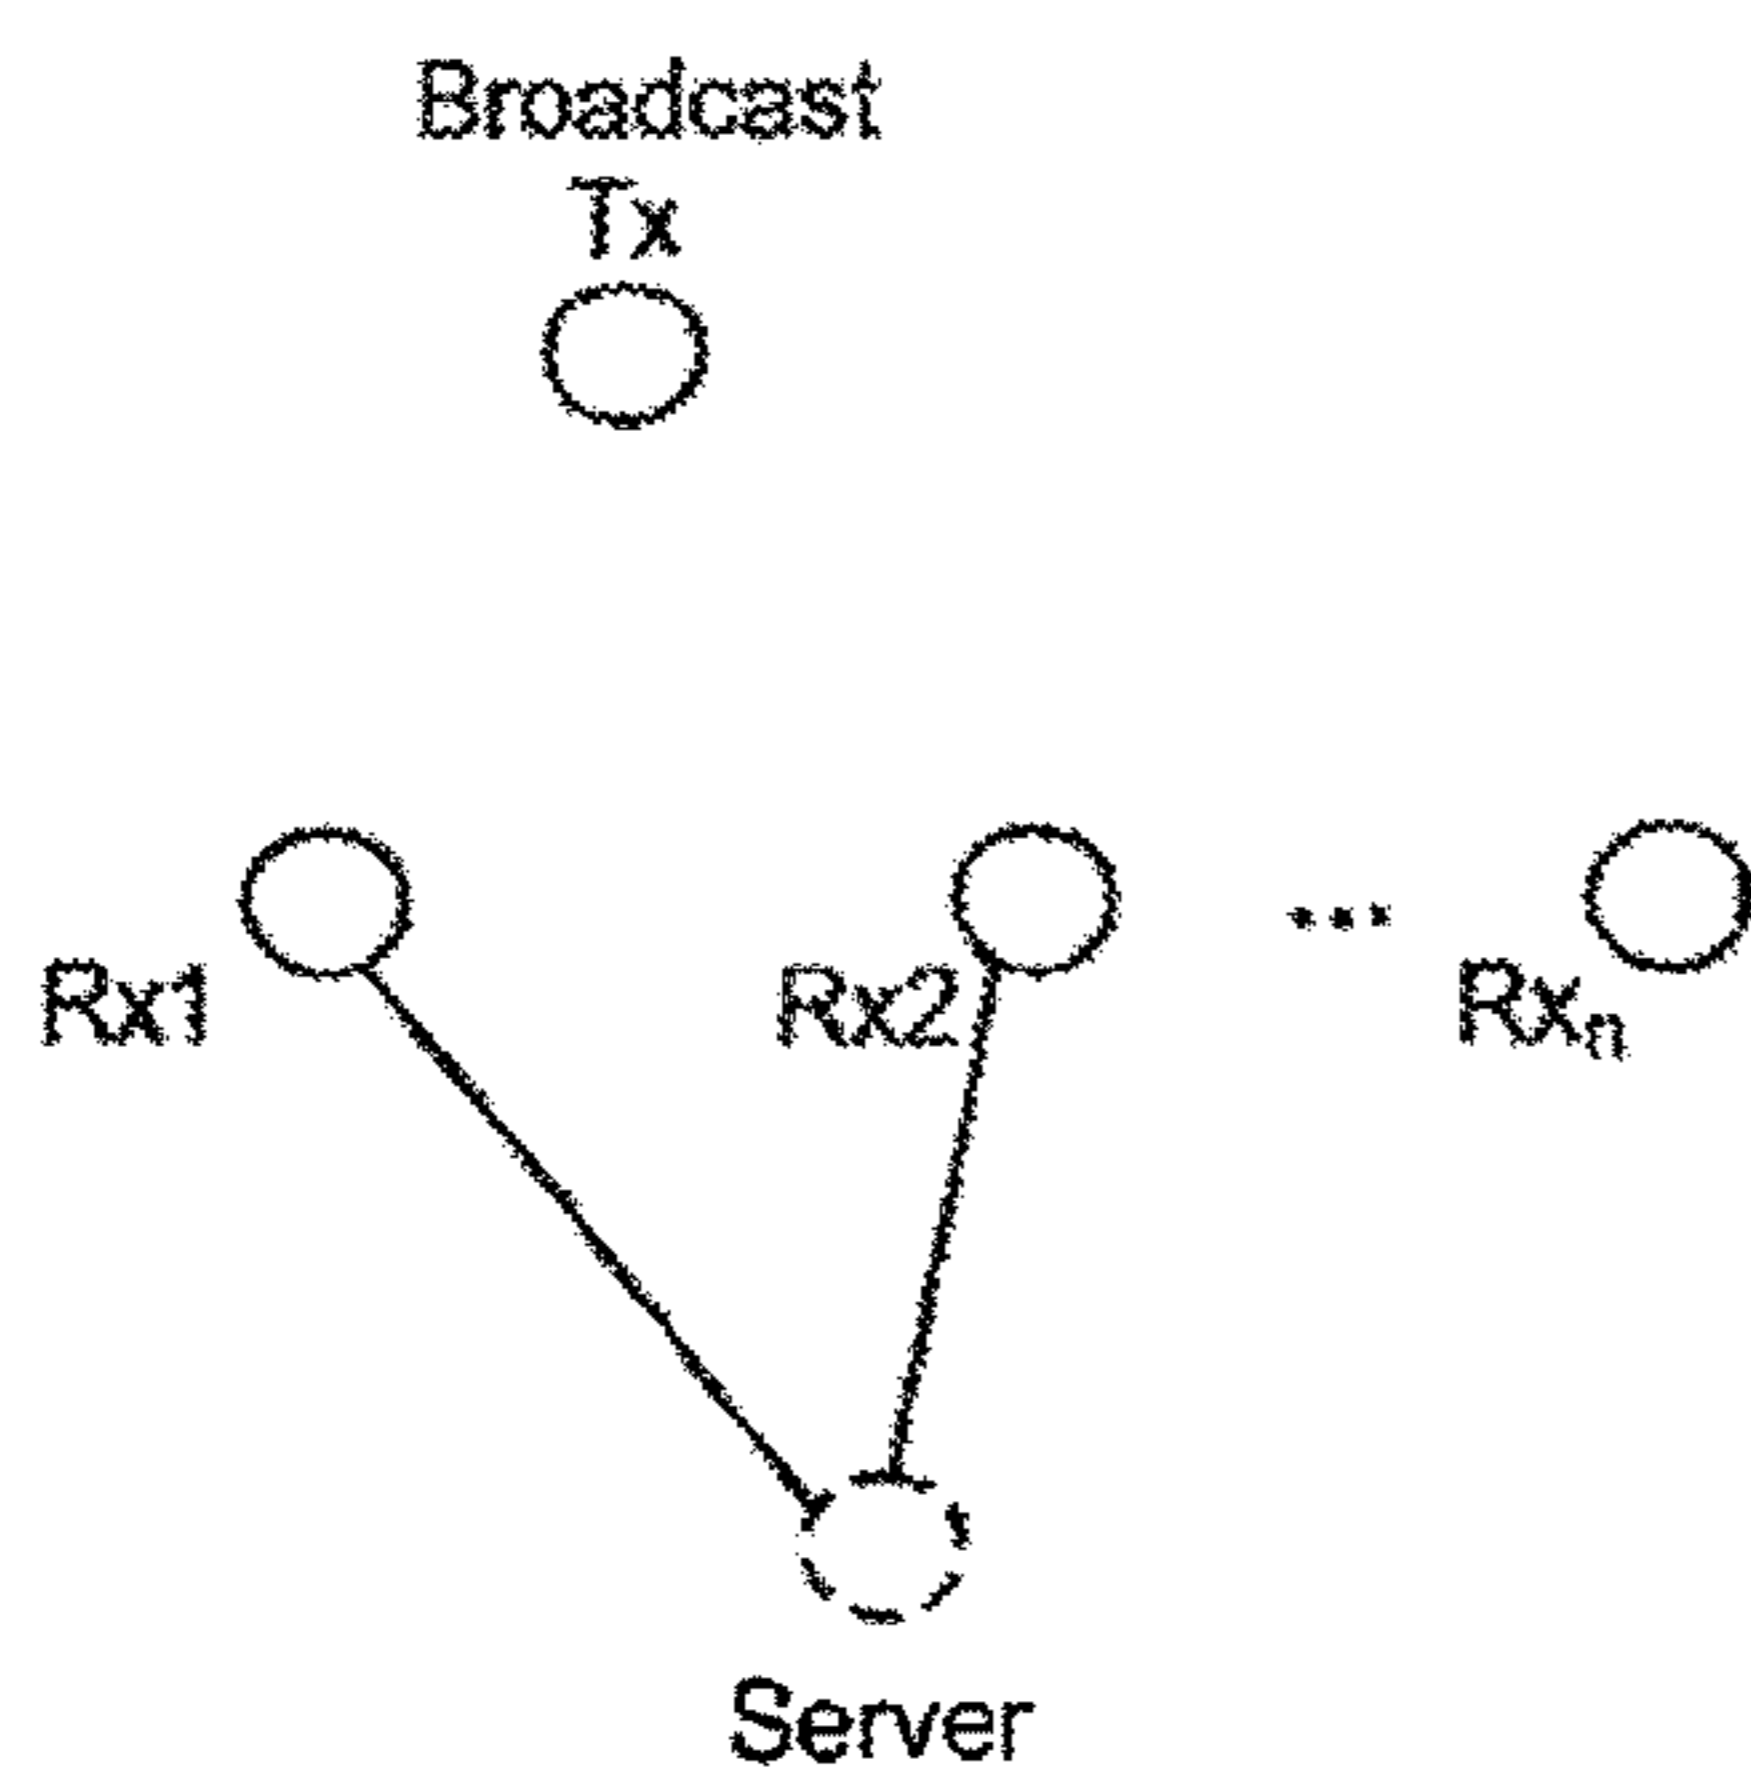 Broadcast
Tx
Rx1
Rx2
...
Rxn
Server